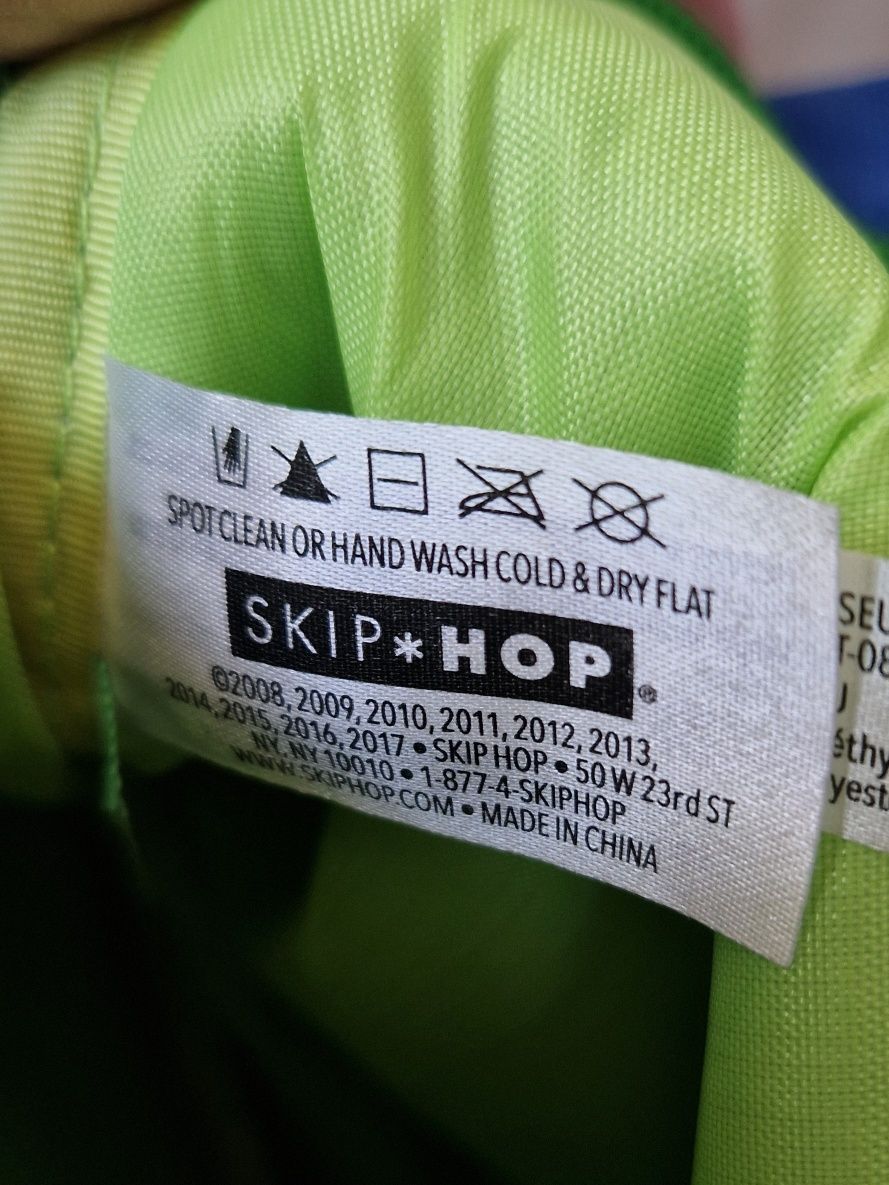 SPOT CLEAN OR HAND WASH COLD & DRY FLAT
SKIP*HOP®
©2008, 2009, 2010, 2011, 2012, 2013,
2014, 2015, 2016, 2017 • SKIP HOP • 50 W 23rd ST
NY, NY 10010 • 1-877-4-SKIPHOP
WWW.SKIPHOP.COM • MADE IN CHINA